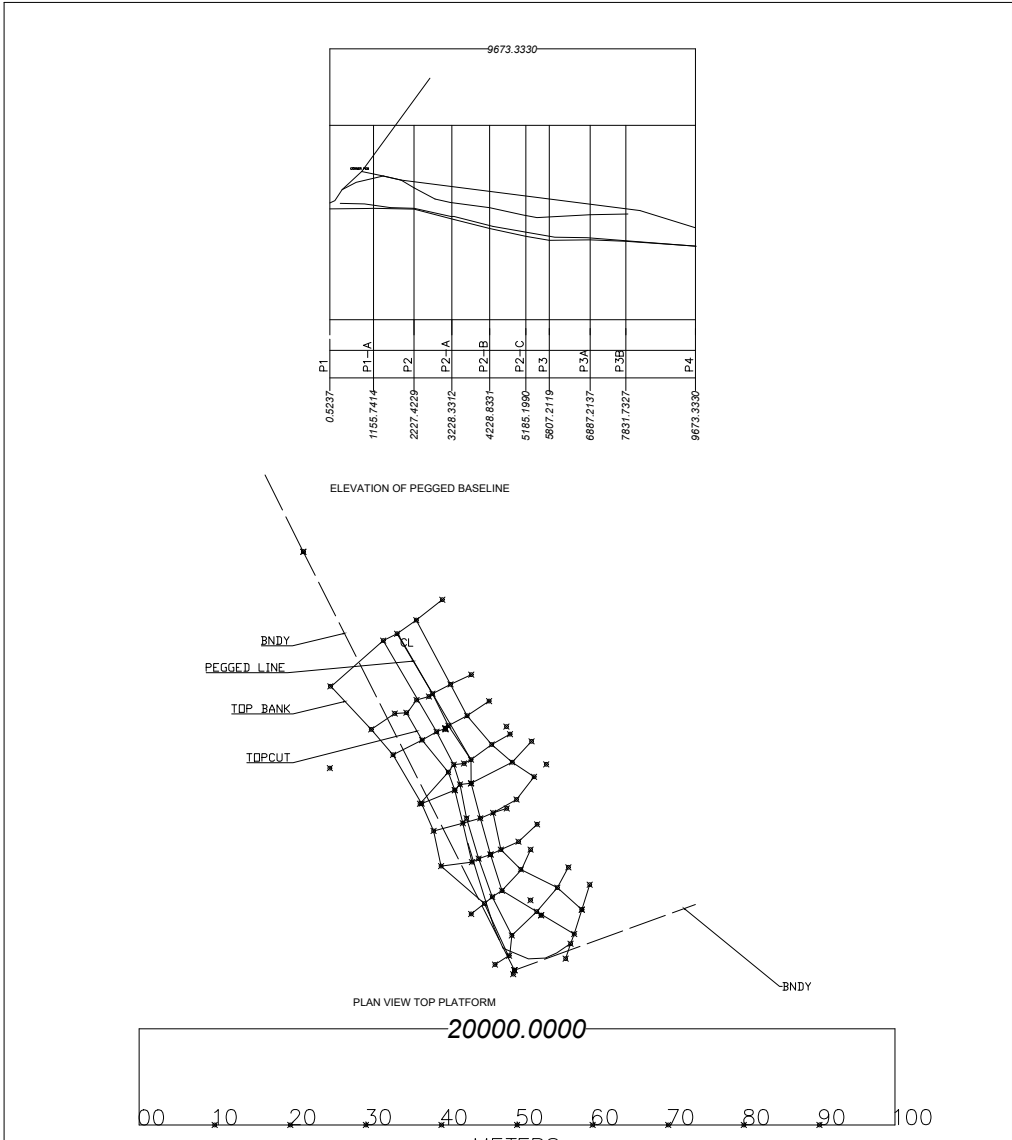 9673.3330
P1
P1-A
P2
P2-A
P2-B
P2-C
P3
P3A
P3B
P4
0.5237
1155.7414
2227.4229
3228.3312
4228.8331
5185.1990
5807.2119
6887.2137
7831.7327
9673.3330
ELEVATION OF PEGGED BASELINE
BNDY
CL
PEGGED LINE
TOP BANK
TOPCUT
BNDY
PLAN VIEW TOP PLATFORM
20000.0000
00 10 20 30 40 50 60 70 80 90 100
METERS